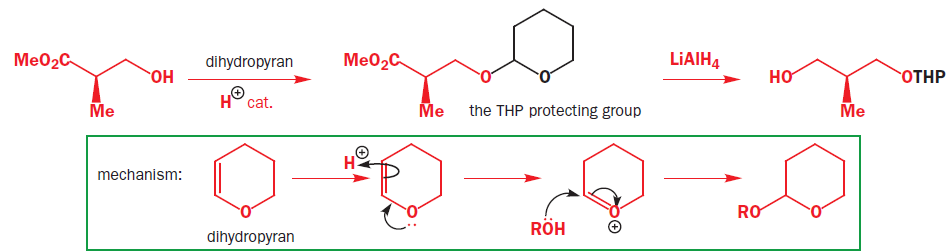 MeO₂C OH Me
dihydropyran
H⊕ cat.
MeO₂C O O Me
the THP protecting group
LiAlH₄
HO OTHP Me
mechanism:
O
dihydropyran
H⊕ O
RÖH O ⊕
RO O